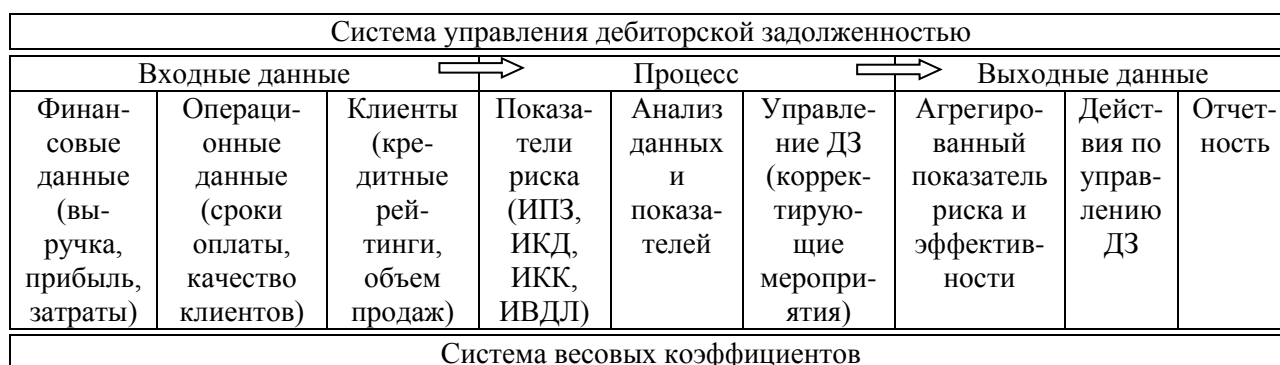 Система управления дебиторской задолженностью
Входные данные Процесс Выходные данные
Финан-
совые
данные
(вы-
ручка,
прибыль,
затраты)
Операци-
онные
данные
(сроки
оплаты,
качество
клиентов)
Клиенты
(кре-
дитные
рей-
тинги,
объем
продаж)
Показа-
тели
риска
(ИПЗ,
ИКД,
ИКК,
ИВДЛ)
Анализ
данных
и
показа-
телей
Управле-
ние ДЗ
(коррек-
тирую-
щие
меропри-
ятия)
Агрегиро-
ванный
показатель
риска и
эффектив-
ности
Дейст-
вия по
управ-
лению
ДЗ
Отчет-
ность
Система весовых коэффициентов